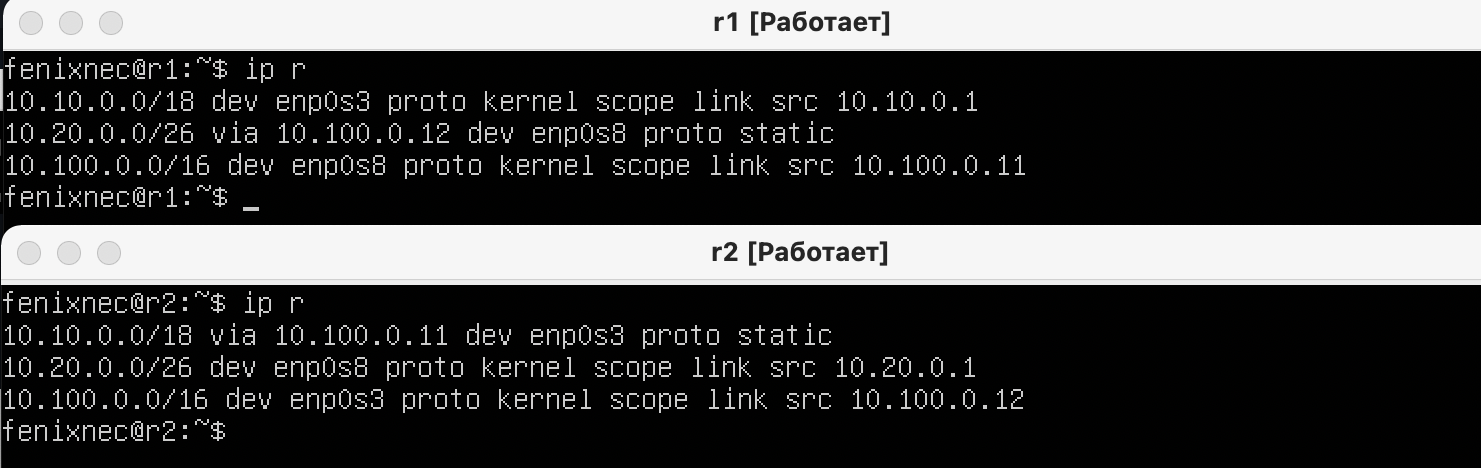 r1 [Работает]
fenixnec@r1:~$ ip r
10.10.0.0/18 dev enp0s3 proto kernel scope link src 10.10.0.1
10.20.0.0/26 via 10.100.0.12 dev enp0s8 proto static
10.100.0.0/16 dev enp0s8 proto kernel scope link src 10.100.0.11
fenixnec@r1:~$ _
r2 [Работает]
fenixnec@r2:~$ ip r
10.10.0.0/18 via 10.100.0.11 dev enp0s3 proto static
10.20.0.0/26 dev enp0s8 proto kernel scope link src 10.20.0.1
10.100.0.0/16 dev enp0s3 proto kernel scope link src 10.100.0.12
fenixnec@r2:~$